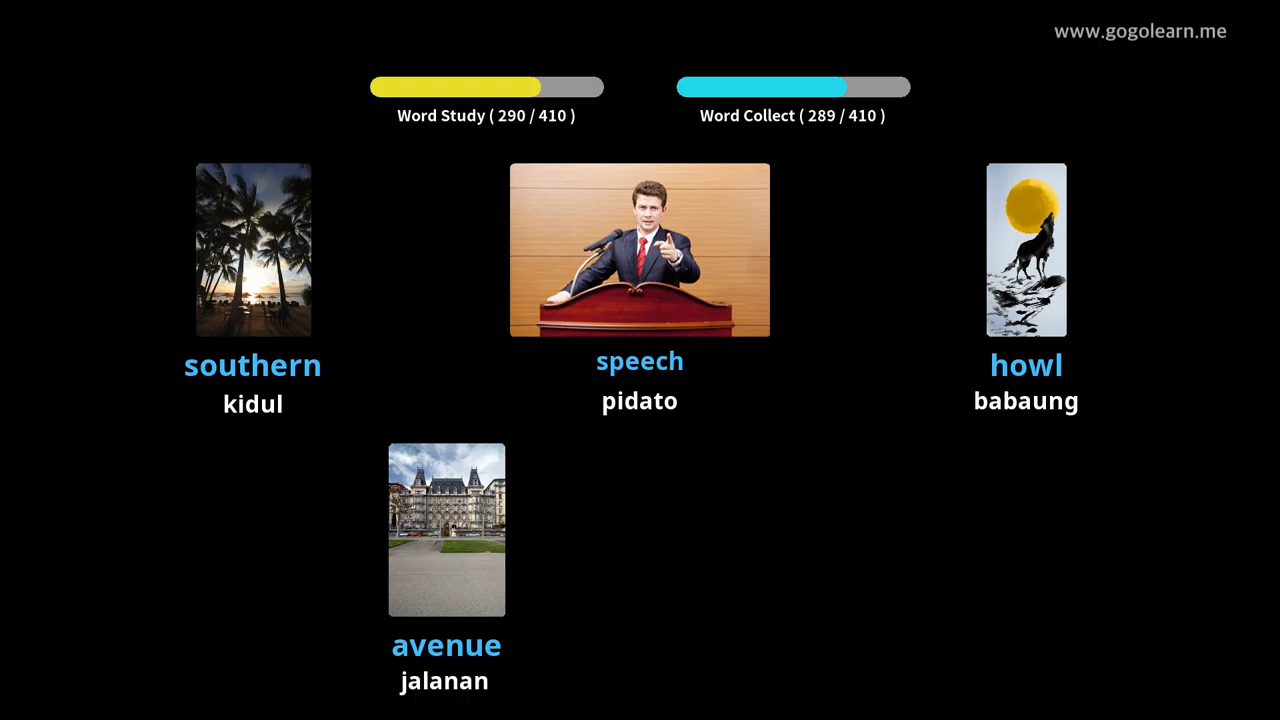 www.gogolearn.me
Word Study ( 290 / 410 )
Word Collect ( 289 / 410 )
southern
kidul
speech
pidato
howl
babaung
avenue
jalanan